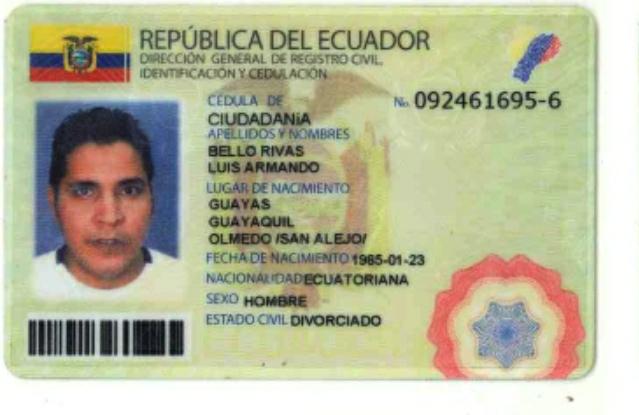 REPÚBLICA DEL ECUADOR
DIRECCIÓN GENERAL DE REGISTRO CIVIL,
IDENTIFICACIÓN Y CEDULACIÓN
CÉDULA DE No. 092461695-6
CIUDADANíA
APELLIDOS Y NOMBRES
BELLO RIVAS
LUIS ARMANDO
LUGAR DE NACIMIENTO
GUAYAS
GUAYAQUIL
OLMEDO /SAN ALEJO/
FECHA DE NACIMIENTO 1985-01-23
NACIONALIDAD ECUATORIANA
SEXO HOMBRE
ESTADO CIVIL DIVORCIADO